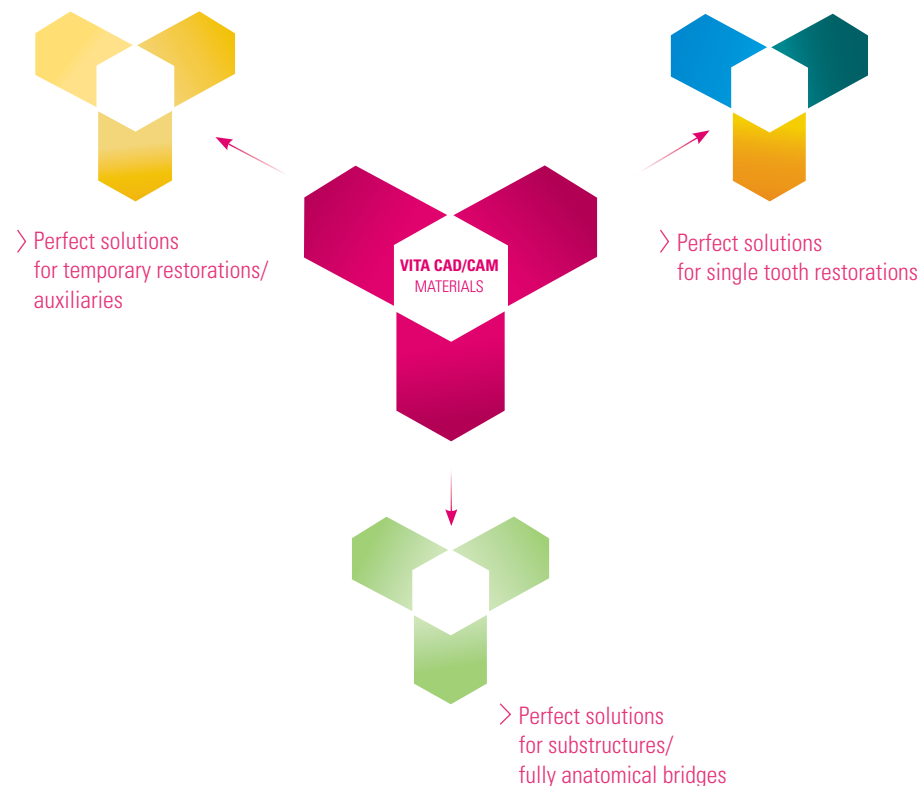 > Perfect solutions
for temporary restorations/
auxiliaries
VITA CAD/CAM
MATERIALS
> Perfect solutions
for single tooth restorations
> Perfect solutions
for substructures/
fully anatomical bridges